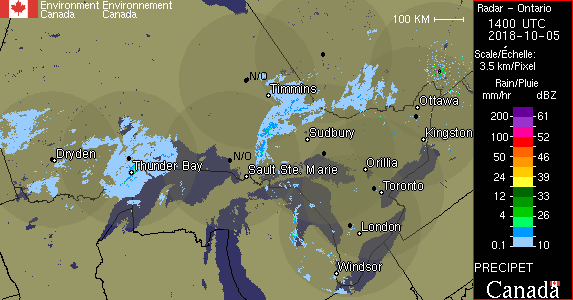 Environment Environnement
Canada Canada
100 KM
N/O
Timmins
Ottawa
Sudbury
Kingston
Dryden
Thunder Bay
N/O
Sault Ste. Marie
Orillia
Toronto
London
Windsor
Radar - Ontario
1400 UTC
2018-10-05
Scale/Échelle:
3.5 km/Pixel
Rain/Pluie
mm/hr dBZ
200 61
100 52
50 46
24 39
12 33
4 26
0.1 10
PRECIPET
Canada